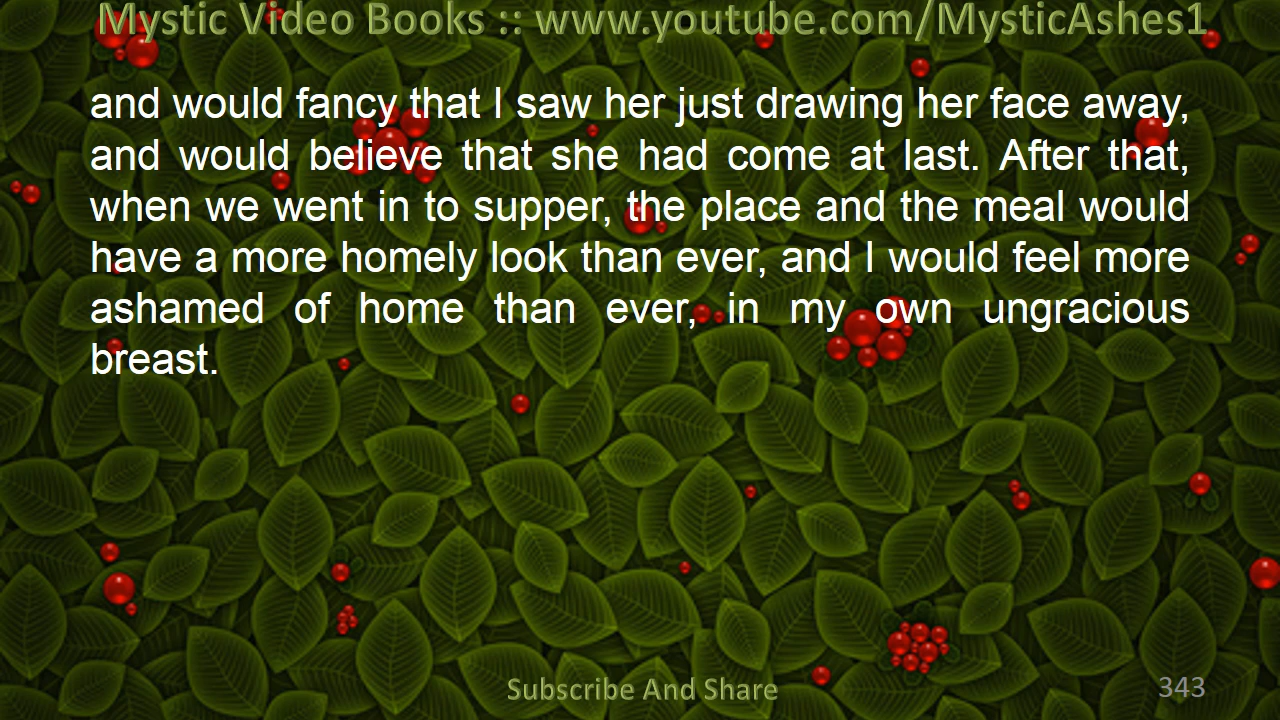 Mystic Video Books :: www.youtube.com/MysticAshes1
and would fancy that I saw her just drawing her face away,
and would believe that she had come at last. After that,
when we went in to supper, the place and the meal would
have a more homely look than ever, and I would feel more
ashamed of home than ever, in my own ungracious
breast.
Subscribe And Share
343